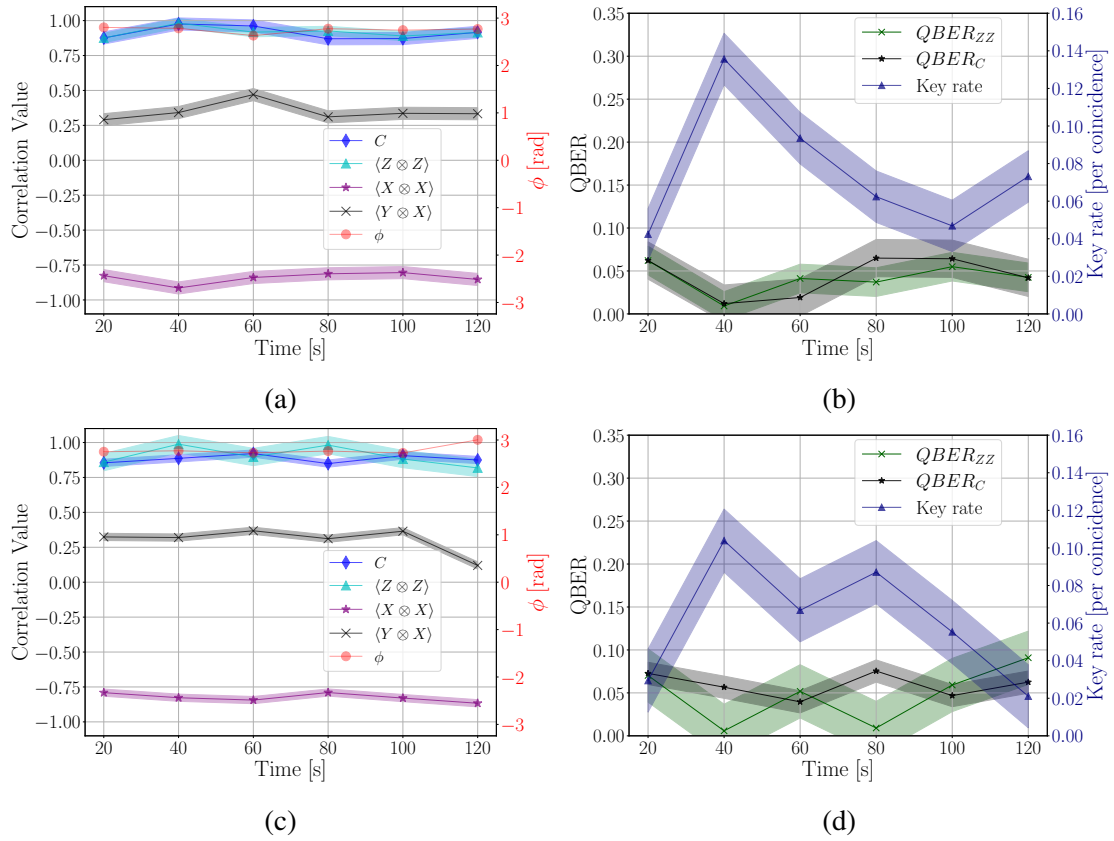 1.00
0.75
0.50
0.25
0.00
−0.25
−0.50
−0.75
−1.00
Correlation Value
20 40 60 80 100 120
Time [s]
3
2
1
0
−1
−2
−3
ϕ [rad]
C
⟨Z ⊗ Z⟩
⟨X ⊗ X⟩
⟨Y ⊗ X⟩
ϕ
(a)
0.35
0.30
0.25
0.20
0.15
0.10
0.05
0.00
QBER
20 40 60 80 100 120
Time [s]
0.16
0.14
0.12
0.10
0.08
0.06
0.04
0.02
0.00
Key rate [per coincidence]
QBER_ZZ
QBER_C
Key rate
(b)
1.00
0.75
0.50
0.25
0.00
−0.25
−0.50
−0.75
−1.00
Correlation Value
20 40 60 80 100 120
Time [s]
3
2
1
0
−1
−2
−3
ϕ [rad]
C
⟨Z ⊗ Z⟩
⟨X ⊗ X⟩
⟨Y ⊗ X⟩
ϕ
(c)
0.35
0.30
0.25
0.20
0.15
0.10
0.05
0.00
QBER
20 40 60 80 100 120
Time [s]
0.16
0.14
0.12
0.10
0.08
0.06
0.04
0.02
0.00
Key rate [per coincidence]
QBER_ZZ
QBER_C
Key rate
(d)